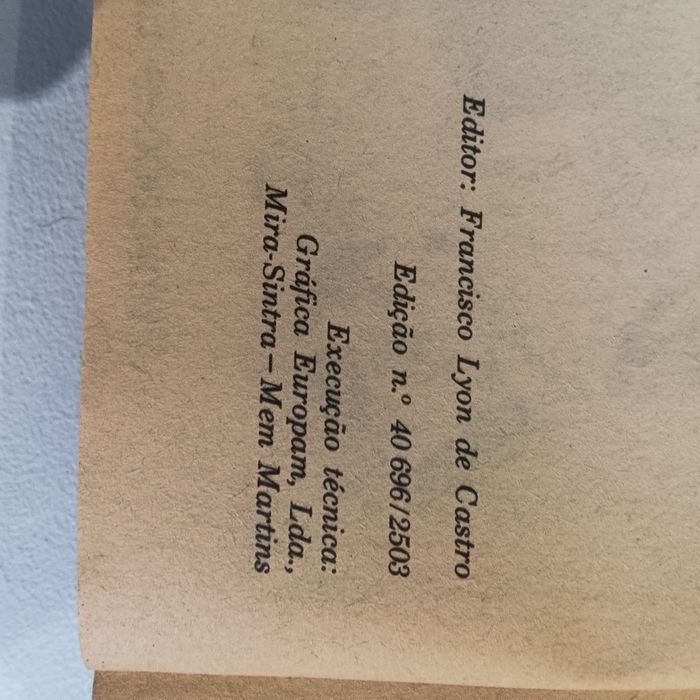 Editor: Francisco Lyon de Castro
Edição n.º 40 696/2503
Execução técnica:
Gráfica Europam, Lda.,
Mira-Sintra — Mem Martins